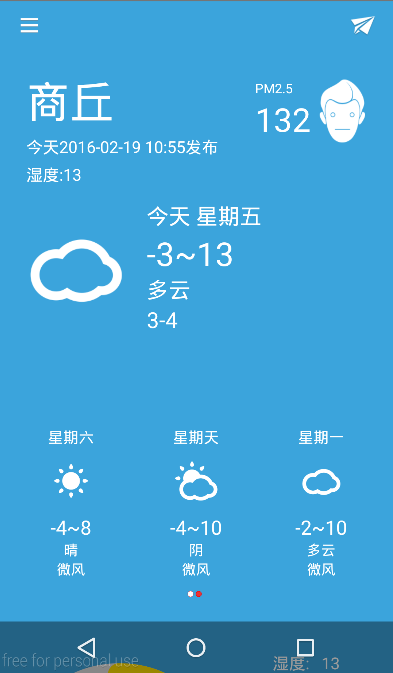 商丘
PM2.5
132
今天2016-02-19 10:55发布
湿度:13
今天 星期五
-3~13
多云
3-4
星期六
星期天
星期一
-4~8
-4~10
-2~10
晴
阴
多云
微风
微风
微风
free for personal use
湿度: 13